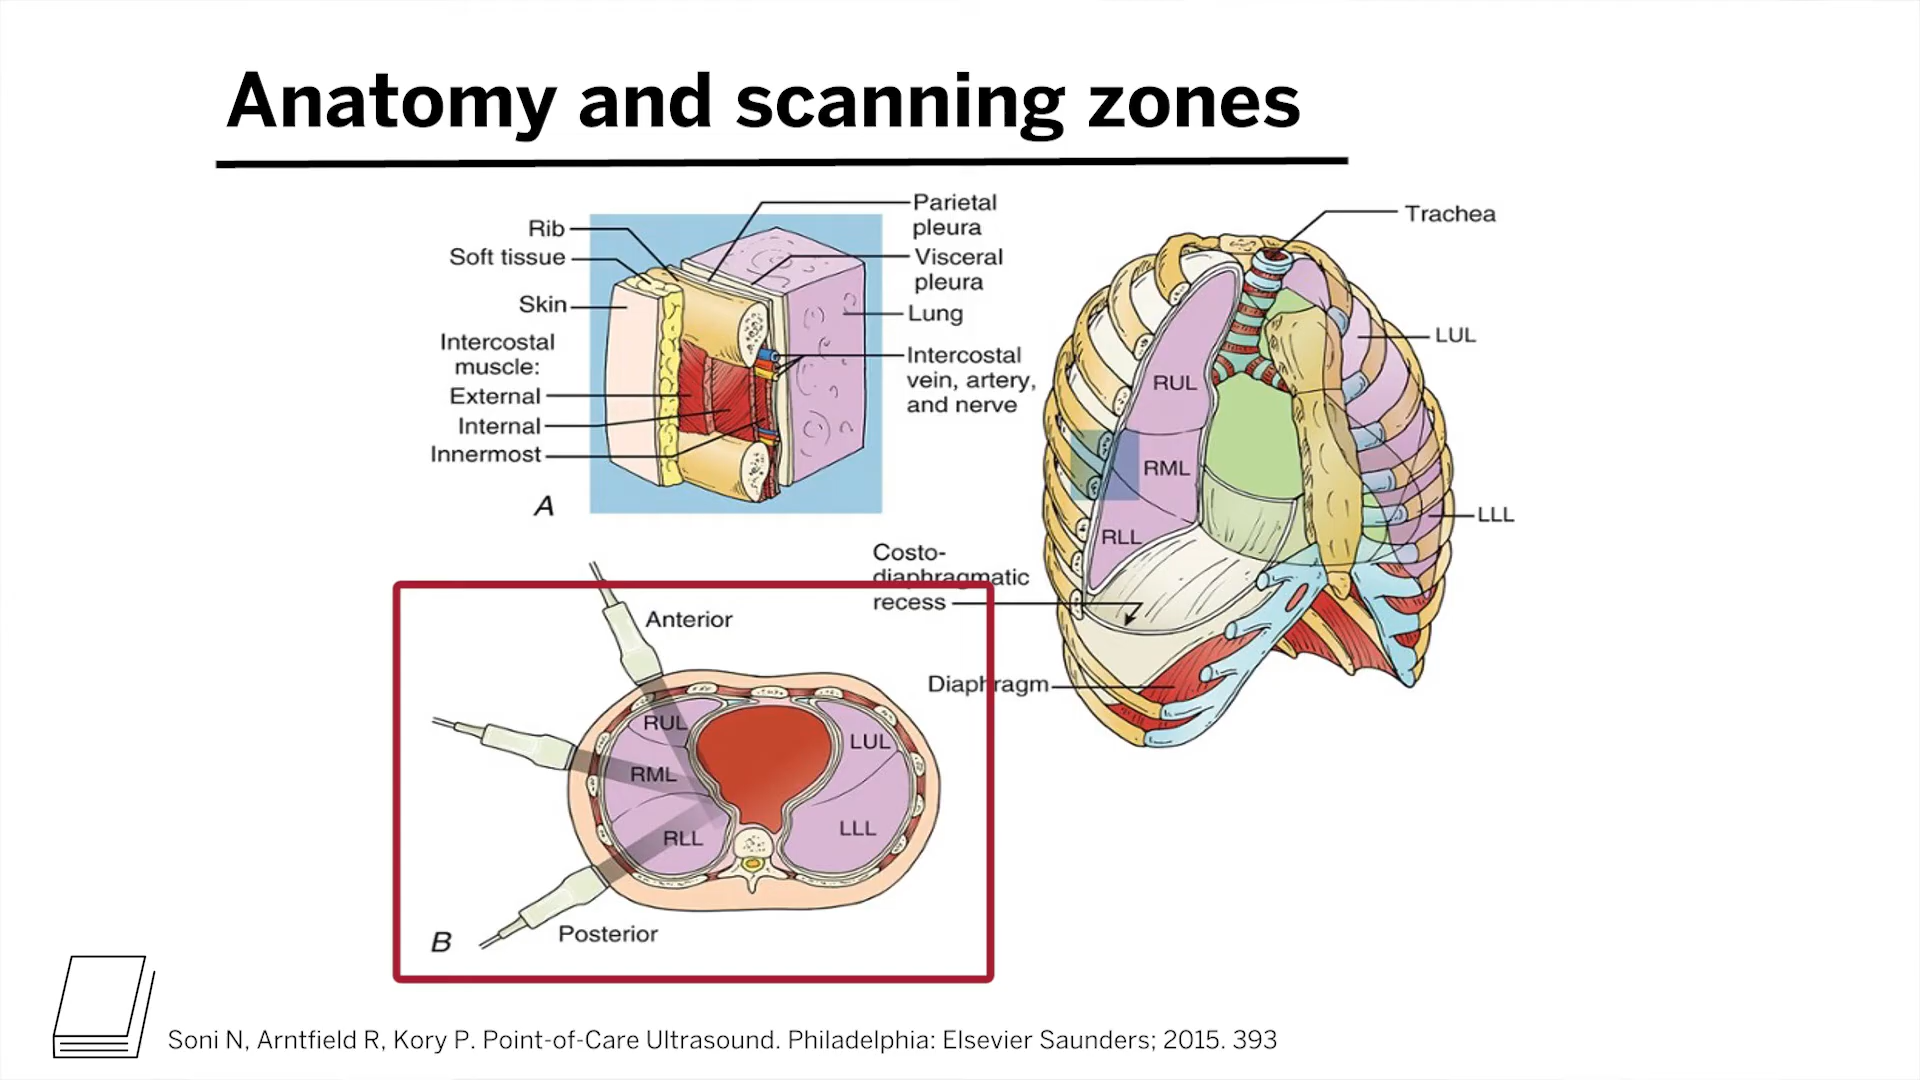 Anatomy and scanning zones
Rib
Soft tissue
Skin
Intercostal
muscle:
External
Internal
Innermost
A
Parietal
pleura
Visceral
pleura
Lung
Intercostal
vein, artery,
and nerve
Trachea
LUL
RUL
RML
RLL
LLL
Costo-
diaphragmatic
recess
Diaphragm
Anterior
RUL
RML
RLL
LUL
LLL
Posterior
B
Soni N, Arntfield R, Kory P. Point-of-Care Ultrasound. Philadelphia: Elsevier Saunders; 2015. 393